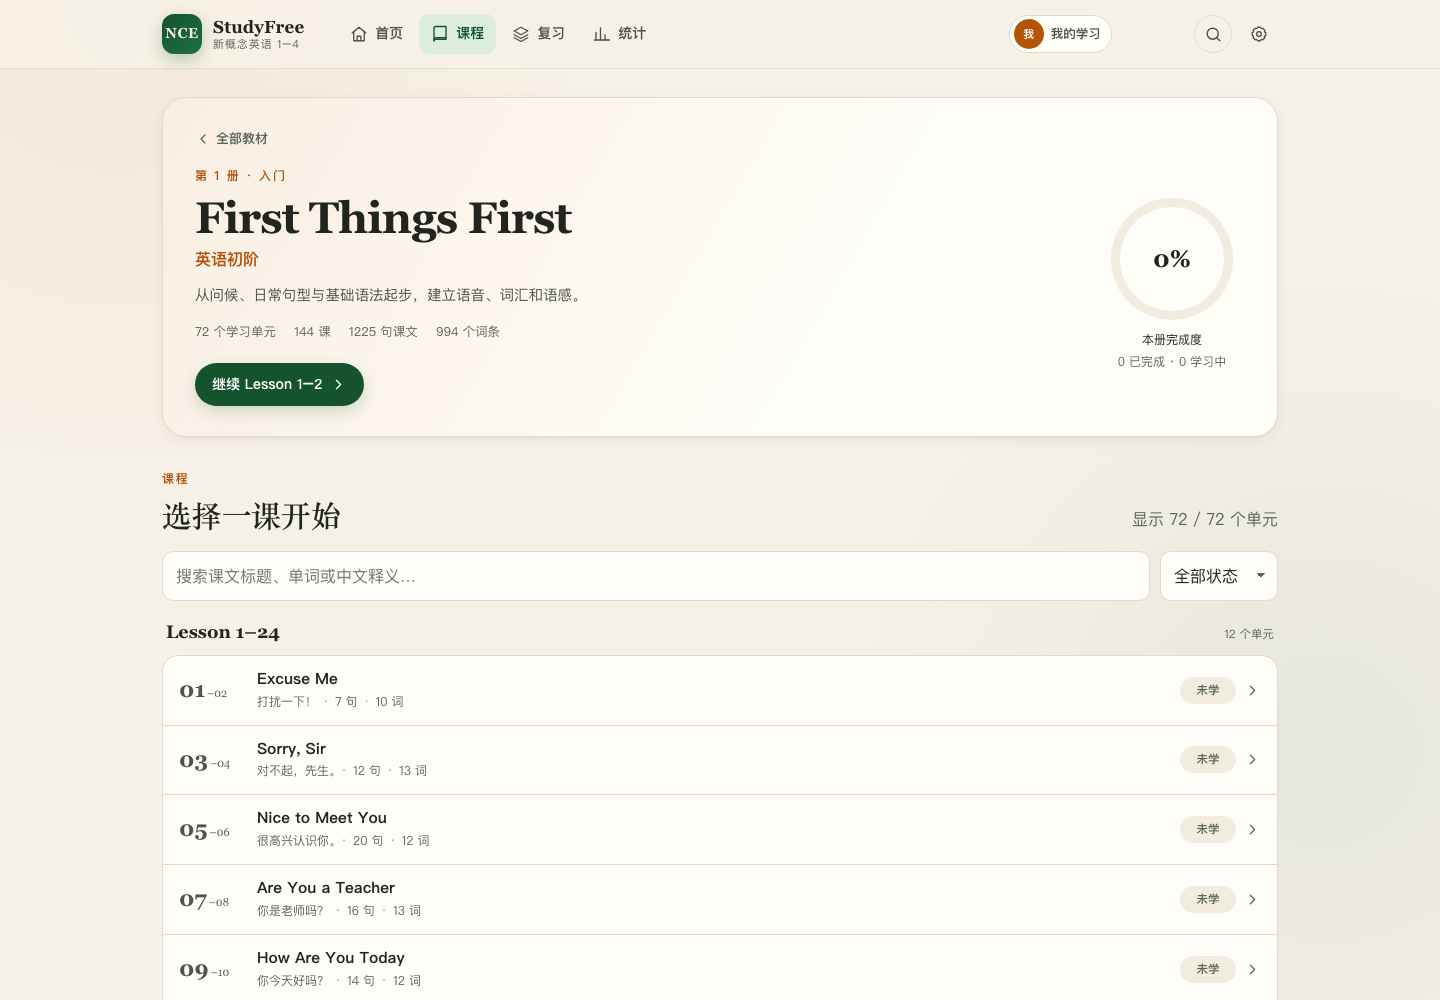 NCE
StudyFree
新概念英语 1—4
首页
课程
复习
统计
我
我的学习
全部教材
第 1 册 · 入门
First Things First
英语初阶
从问候、日常句型与基础语法起步，建立语音、词汇和语感。
72 个学习单元 144 课 1225 句课文 994 个词条
继续 Lesson 1—2
0%
本册完成度
0 已完成 · 0 学习中
课程
选择一课开始
显示 72 / 72 个单元
搜索课文标题、单词或中文释义...
全部状态
Lesson 1–24
12 个单元
01–02
Excuse Me
打扰一下！ · 7 句 · 10 词
未学
03–04
Sorry, Sir
对不起，先生。 · 12 句 · 13 词
未学
05–06
Nice to Meet You
很高兴认识你。 · 20 句 · 12 词
未学
07–08
Are You a Teacher
你是老师吗？ · 16 句 · 13 词
未学
09–10
How Are You Today
你今天好吗？ · 14 句 · 12 词
未学